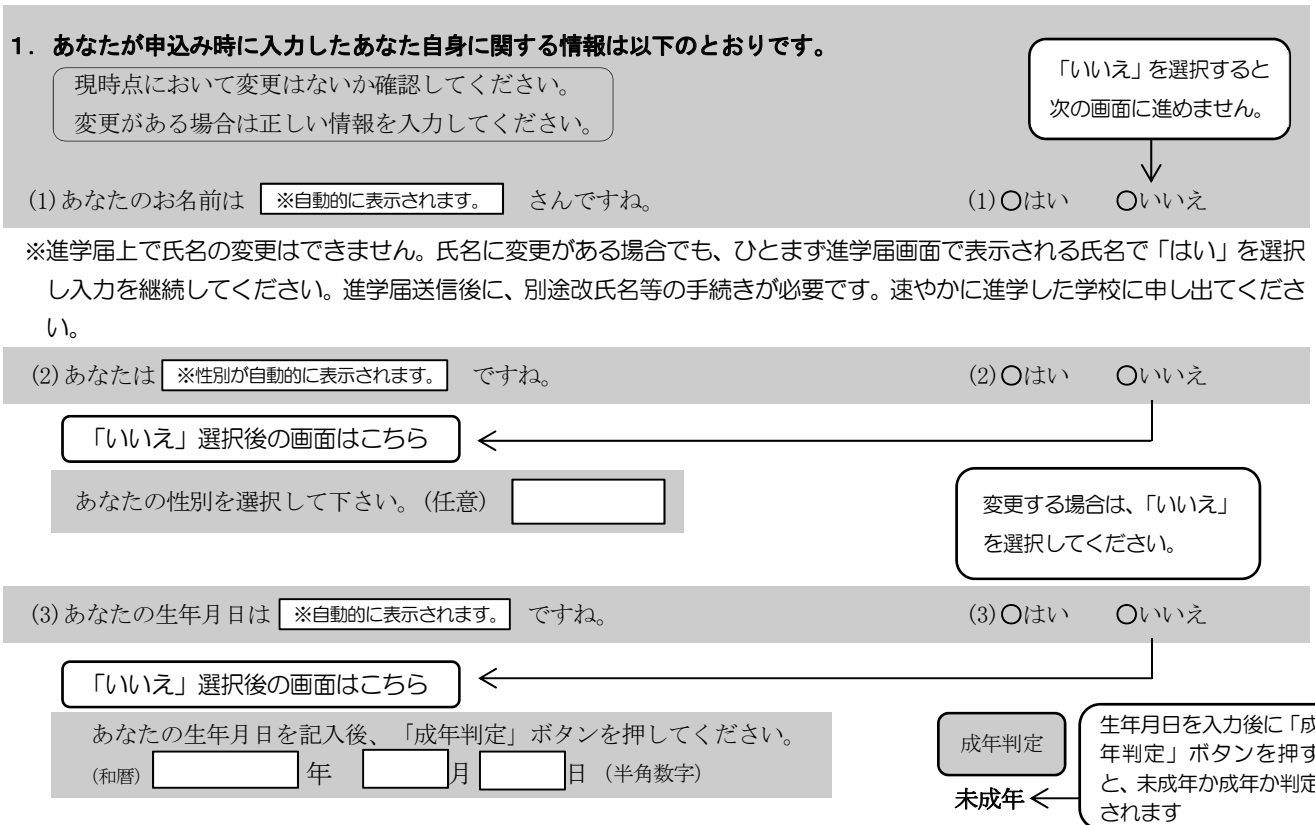 1. あなたが申込み時に入力したあなた自身に関する情報は以下のとおりです。
現時点において変更はないか確認してください。
変更がある場合は正しい情報を入力してください。
「いいえ」を選択すると
次の画面に進めません。
(1)あなたのお名前は ※自動的に表示されます。 さんですね。 (1)〇はい 〇いいえ
※進学届上で氏名の変更はできません。氏名に変更がある場合でも、ひとまず進学届画面で表示される氏名で「はい」を選択
し入力を継続してください。進学届送信後に、別途改氏名等の手続きが必要です。速やかに進学した学校に申し出てくださ
い。
(2)あなたは ※性別が自動的に表示されます。 ですね。 (2)〇はい 〇いいえ
「いいえ」選択後の画面はこちら
あなたの性別を選択して下さい。(任意)
変更する場合は、「いいえ」
を選択してください。
(3)あなたの生年月日は ※自動的に表示されます。 ですね。 (3)〇はい 〇いいえ
「いいえ」選択後の画面はこちら
あなたの生年月日を記入後、「成年判定」ボタンを押してください。
(和暦) 年 月 日 (半角数字)
成年判定
未成年
生年月日を入力後に「成
年判定」ボタンを押す
と、未成年か成年か判定
されます